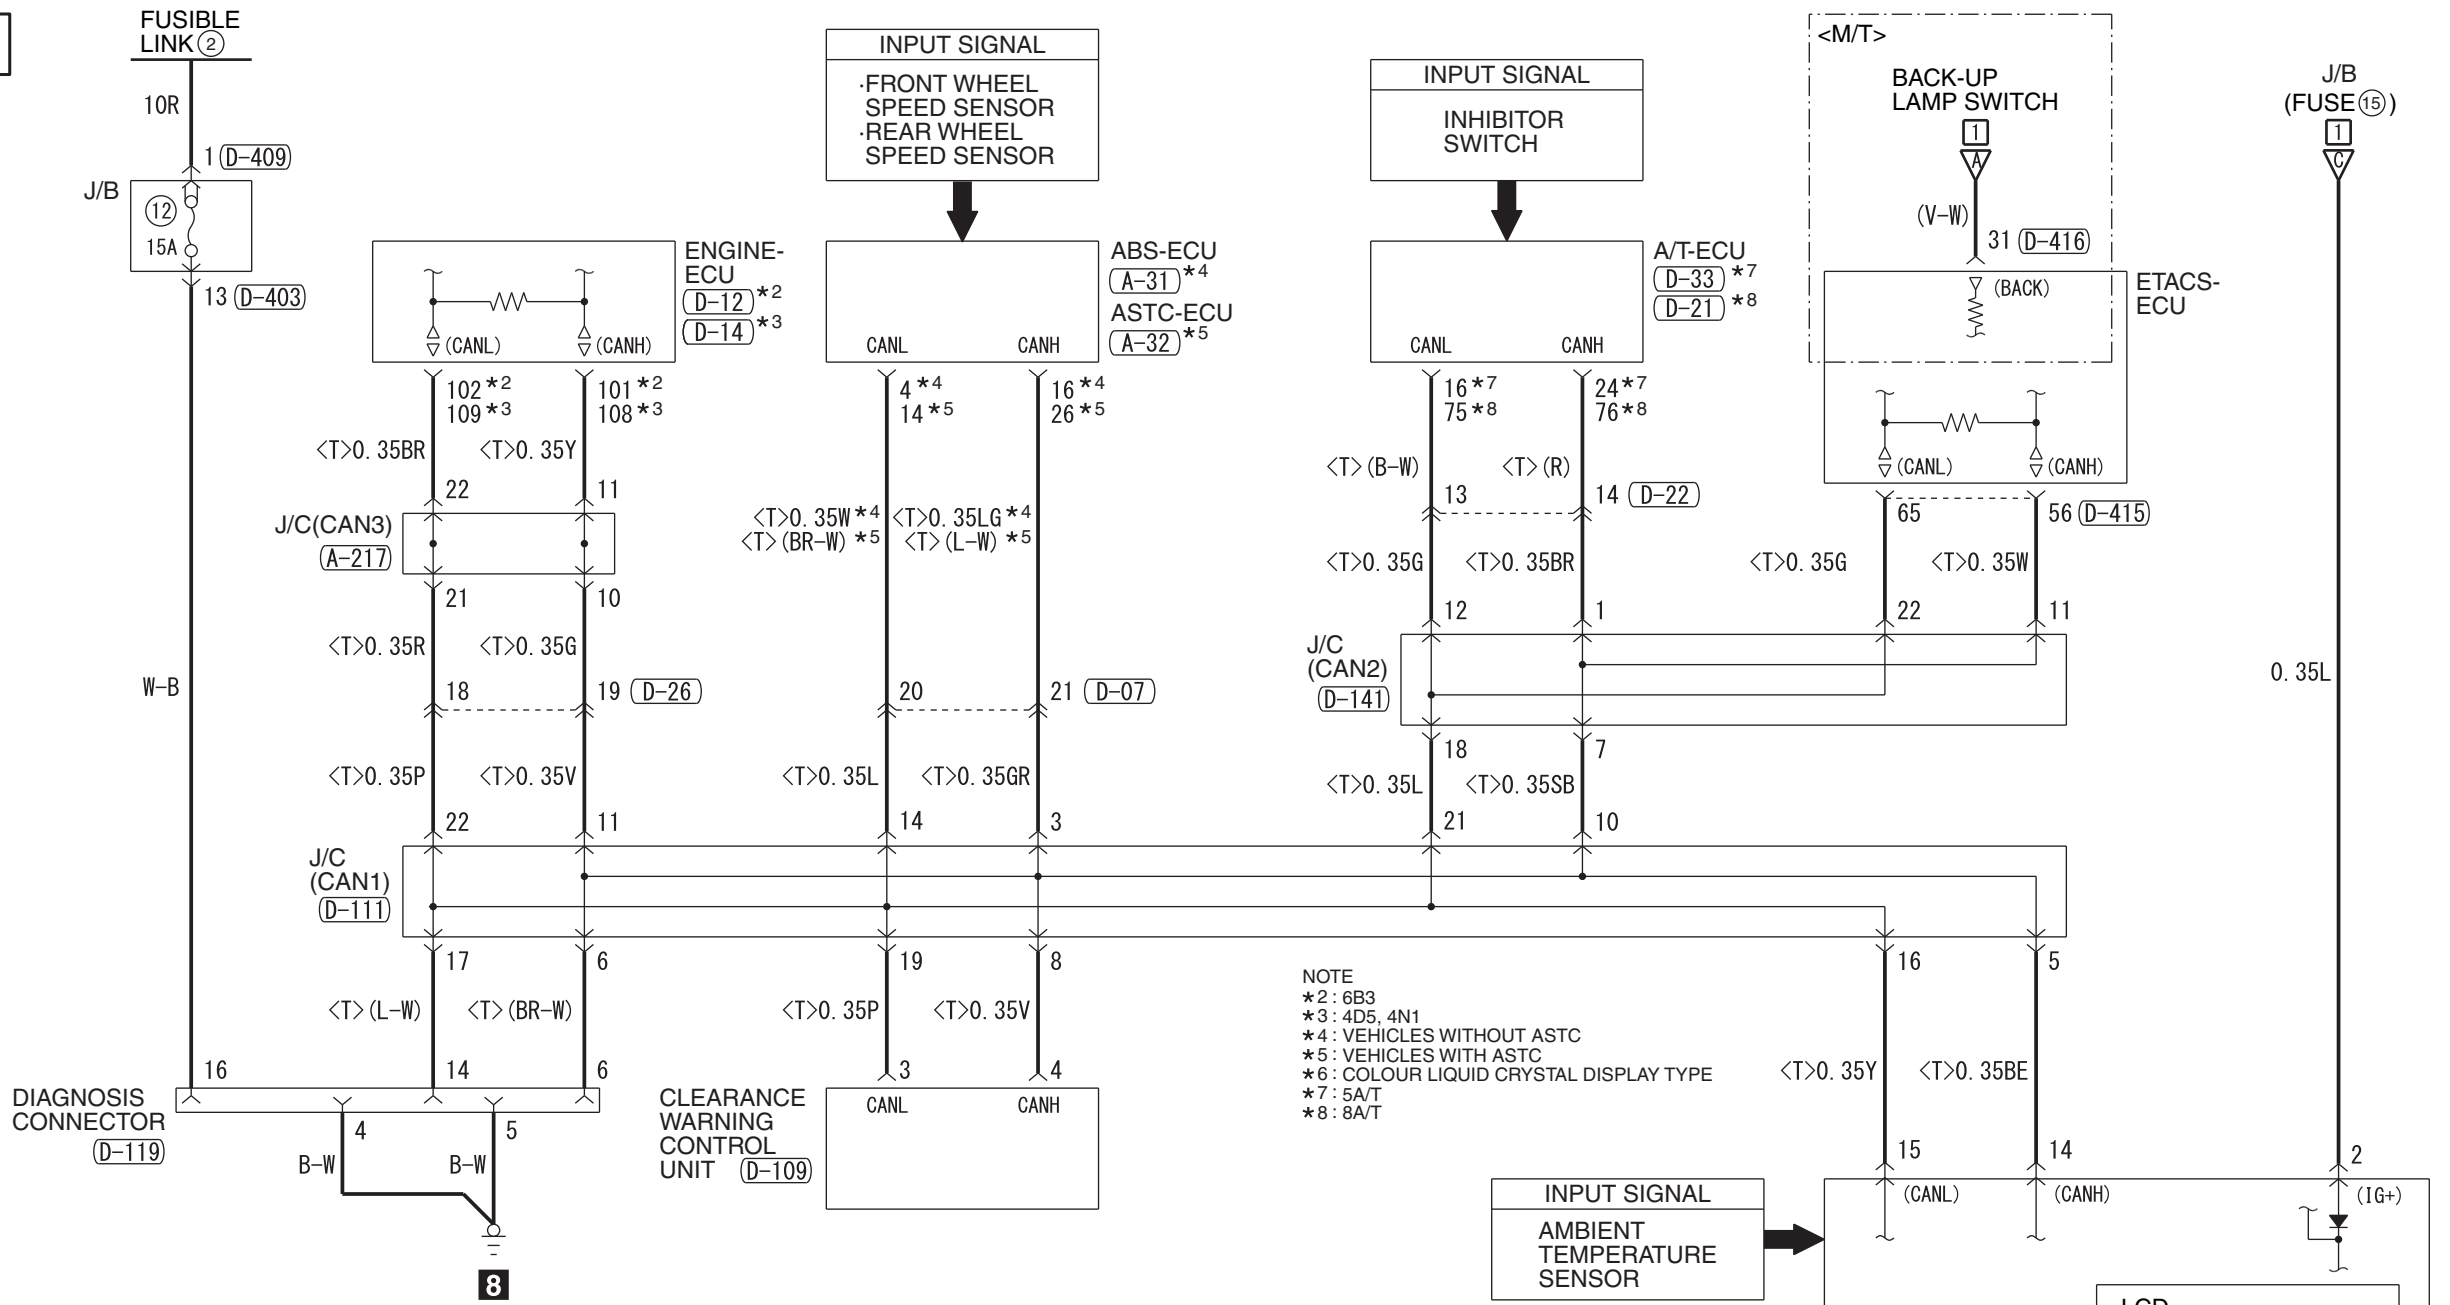 FUSIBLE
LINK ②
10R
1 (D-409)
J/B
⑫
15A
13 (D-403)
W-B
ENGINE-
ECU
(D-12) *2
(D-14) *3
(CANL) (CANH)
102 *2 101 *2
109 *3 108 *3
<T>0.35BR <T>0.35Y
22 11
J/C(CAN3)
(A-217)
21 10
<T>0.35R <T>0.35G
18 19 (D-26)
<T>0.35P <T>0.35V
22 11
INPUT SIGNAL
·FRONT WHEEL
SPEED SENSOR
·REAR WHEEL
SPEED SENSOR
ABS-ECU
(A-31) *4
ASTC-ECU
(A-32) *5
CANL CANH
4 *4 16 *4
14 *5 26 *5
<T>0.35W *4 <T>0.35LG *4
<T>(BR-W) *5 <T>(L-W) *5
20 21 (D-07)
<T>0.35L <T>0.35GR
14 3
INPUT SIGNAL
INHIBITOR
SWITCH
A/T-ECU
(D-33) *7
(D-21) *8
CANL CANH
16 *7 24 *7
75 *8 76 *8
<T>(B-W) <T>(R)
13 14 (D-22)
<T>0.35G <T>0.35BR
12 1
<M/T>
BACK-UP
LAMP SWITCH
1
A
(V-W)
31 (D-416)
(BACK)
ETACS-
ECU
(CANL) (CANH)
65 56 (D-415)
<T>0.35G <T>0.35W
22 11
J/C
(CAN2)
(D-141)
18 7
<T>0.35L <T>0.35SB
21 10
J/B
(FUSE ⑮)
1
C
0.35L
2
J/C
(CAN1)
(D-111)
17 6
<T>(L-W) <T>(BR-W)
16 14 6
DIAGNOSIS
CONNECTOR
(D-119)
4 5
B-W B-W
8
19 8
<T>0.35P <T>0.35V
3 4
CLEARANCE
WARNING
CONTROL
UNIT (D-109)
CANL CANH
NOTE
*2 : 6B3
*3 : 4D5, 4N1
*4 : VEHICLES WITHOUT ASTC
*5 : VEHICLES WITH ASTC
*6 : COLOUR LIQUID CRYSTAL DISPLAY TYPE
*7 : 5A/T
*8 : 8A/T
16 5
<T>0.35Y <T>0.35BE
15 14
(CANL) (CANH) (IG+)
INPUT SIGNAL
AMBIENT
TEMPERATURE
SENSOR